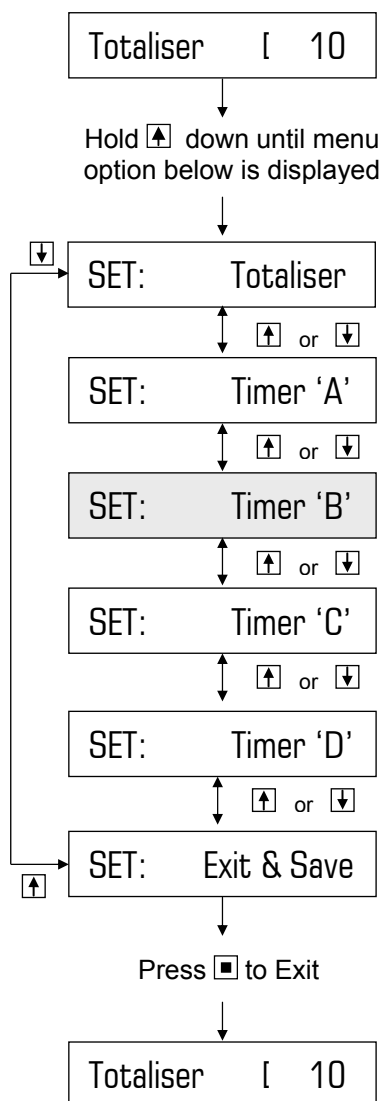 Totaliser [ 10
Hold down until menu
option below is displayed
SET: Totaliser
or
SET: Timer ‘A’
or
SET: Timer ‘B’
or
SET: Timer ‘C’
or
SET: Timer ‘D’
or
SET: Exit & Save
Press to Exit
Totaliser [ 10